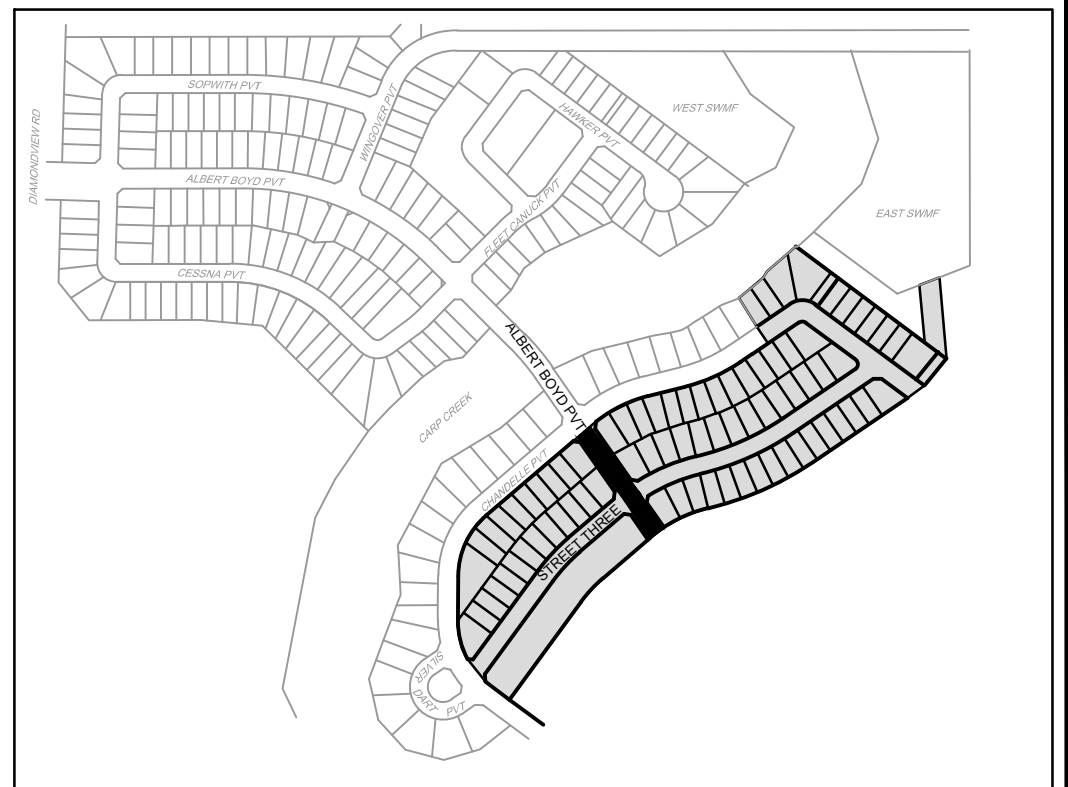 SOPWITH PVT
WINGOVER PVT
HAWKER PVT
WEST SWMF
DIAMONDVIEW RD
ALBERT BOYD PVT
FLEET CANUCK PVT
EAST SWMF
CESSNA PVT
ALBERT BOYD PVT
CARP CREEK
CHANDELLE PVT
STREET THREE
SILVER
DART
PVT